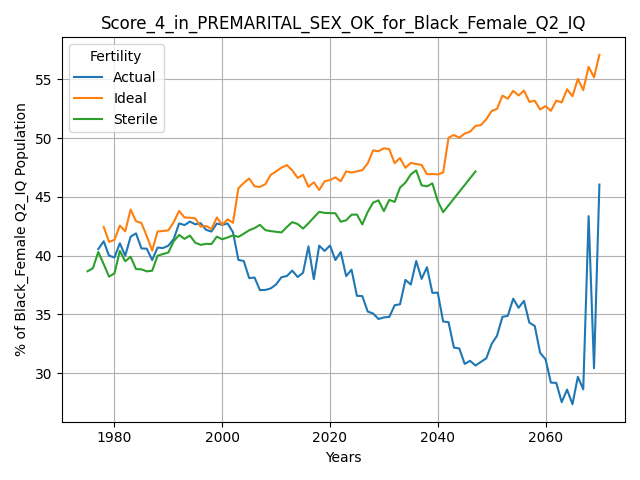 Score_4_in_PREMARITAL_SEX_OK_for_Black_Female_Q2_IQ
Fertility
Actual
Ideal
Sterile
% of Black_Female Q2_IQ Population
55
50
45
40
35
30
1980
2000
2020
2040
2060
Years